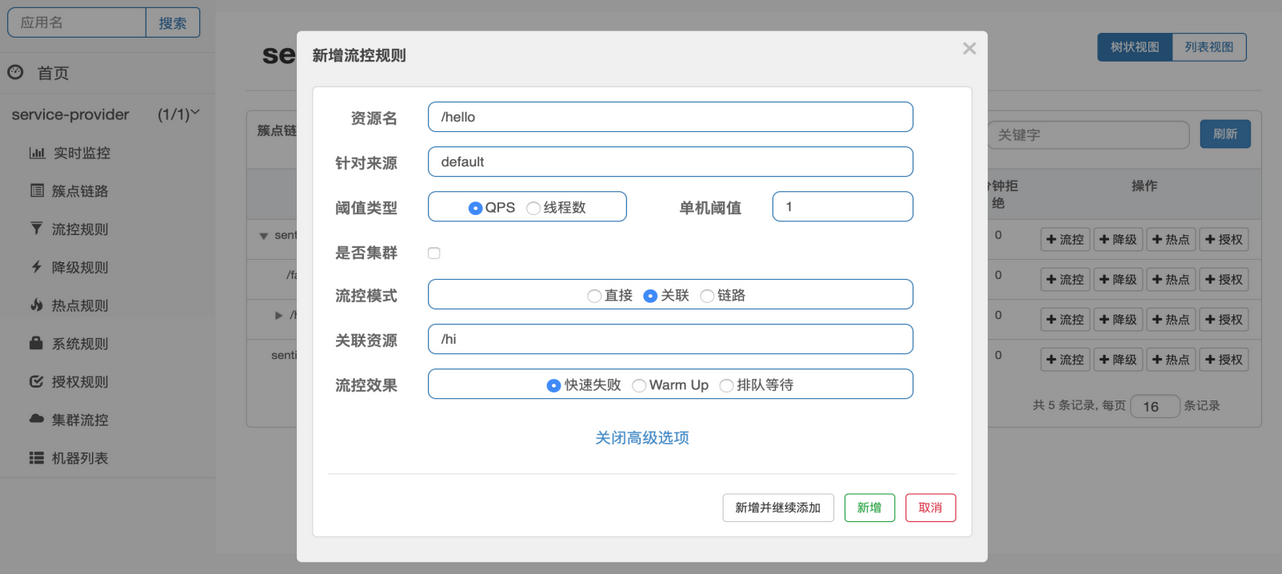 应用名 搜索
首页
service-provider (1/1)
实时监控
簇点链路
流控规则
降级规则
热点规则
系统规则
授权规则
集群流控
机器列表
se
树状视图 列表视图
簇点链
关键字 刷新
钟拒绝 操作
sent 0 流控 降级 热点 授权
/fa 0 流控 降级 热点 授权
0 流控 降级 热点 授权
senti 0 流控 降级 热点 授权
共 5 条记录, 每页 16 条记录
新增流控规则
资源名 /hello
针对来源 default
阈值类型 QPS 线程数 单机阈值 1
是否集群
流控模式 直接 关联 链路
关联资源 /hi
流控效果 快速失败 Warm Up 排队等待
关闭高级选项
新增并继续添加 新增 取消